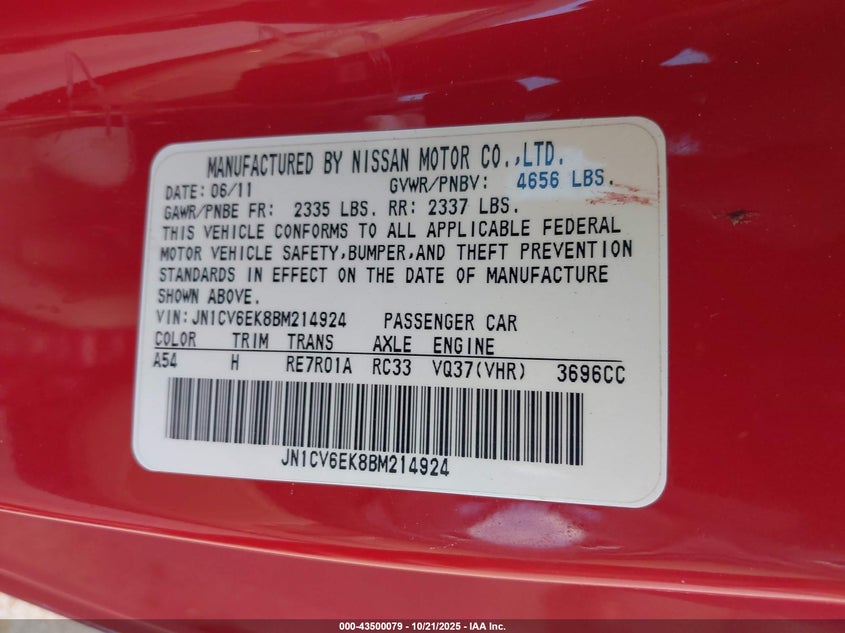 MANUFACTURED BY NISSAN MOTOR CO.,LTD.
DATE: 06/11 GVWR/PNBV: 4656 LBS.
GAWR/PNBE FR: 2335 LBS. RR: 2337 LBS.
THIS VEHICLE CONFORMS TO ALL APPLICABLE FEDERAL
MOTOR VEHICLE SAFETY,BUMPER,AND THEFT PREVENTION
STANDARDS IN EFFECT ON THE DATE OF MANUFACTURE
SHOWN ABOVE.
VIN:JN1CV6EK8BM214924 PASSENGER CAR
COLOR TRIM TRANS AXLE ENGINE
A54 H RE7R01A RC33 VQ37(VHR) 3696CC
JN1CV6EK8BM214924
000-43500079 - 10/21/2025 - IAA Inc.